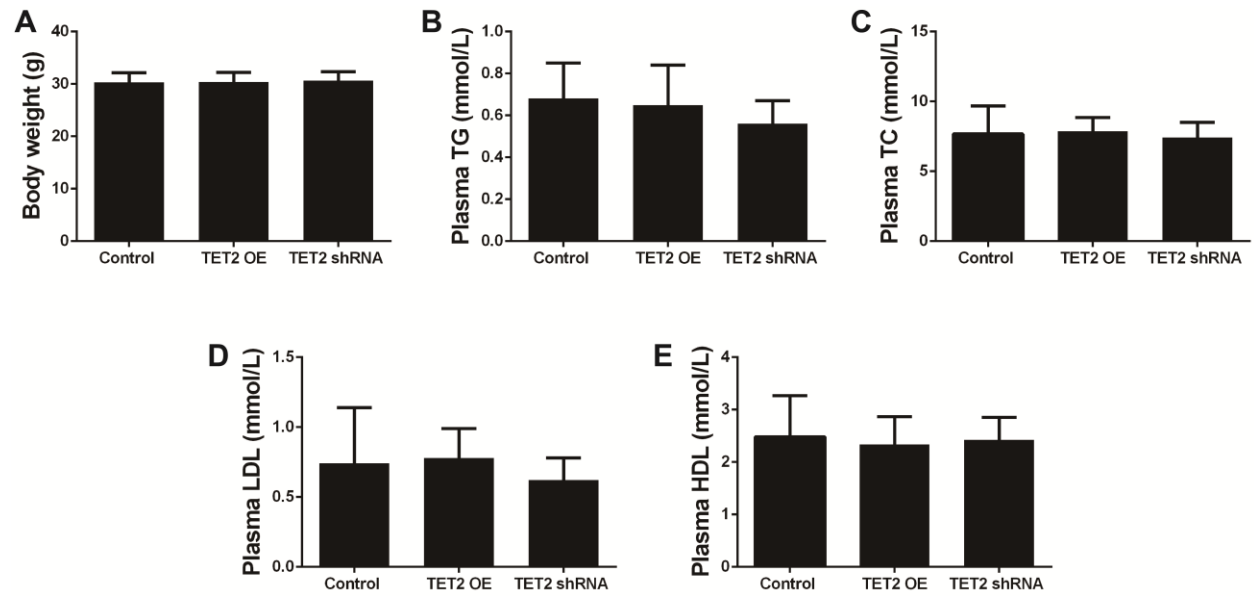 A
Body weight (g)
40
30
20
10
0
Control TET2 OE TET2 shRNA
B
Plasma TG (mmol/L)
1.0
0.8
0.6
0.4
0.2
0.0
Control TET2 OE TET2 shRNA
C
Plasma TC (mmol/L)
15
10
5
0
Control TET2 OE TET2 shRNA
D
Plasma LDL (mmol/L)
1.5
1.0
0.5
0.0
Control TET2 OE TET2 shRNA
E
Plasma HDL (mmol/L)
4
3
2
1
0
Control TET2 OE TET2 shRNA